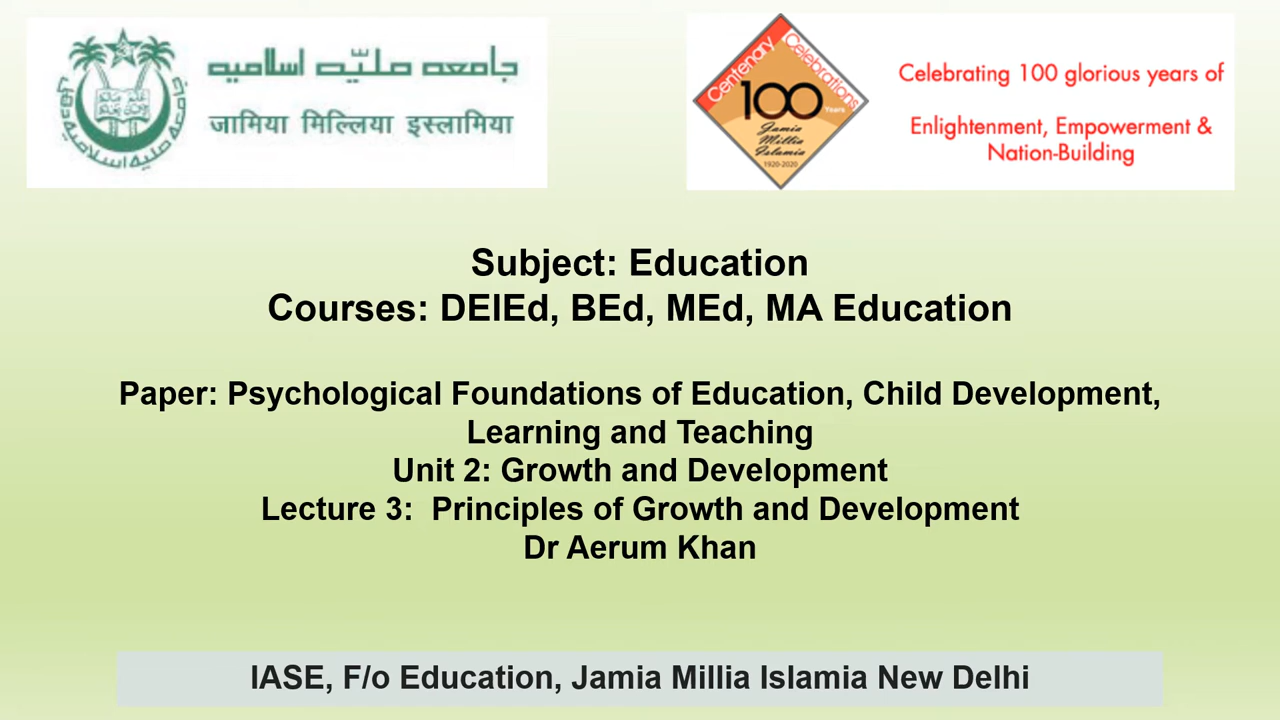 جامعه ملیّه اسلامیه
जामिया मिल्लिया इस्लामिया
Centenary Celebrations
100
Years
Jamia
Millia
Islamia
1920-2020
Celebrating 100 glorious years of
Enlightenment, Empowerment &
Nation-Building
Subject: Education
Courses: DElEd, BEd, MEd, MA Education
Paper: Psychological Foundations of Education, Child Development,
Learning and Teaching
Unit 2: Growth and Development
Lecture 3: Principles of Growth and Development
Dr Aerum Khan
IASE, F/o Education, Jamia Millia Islamia New Delhi